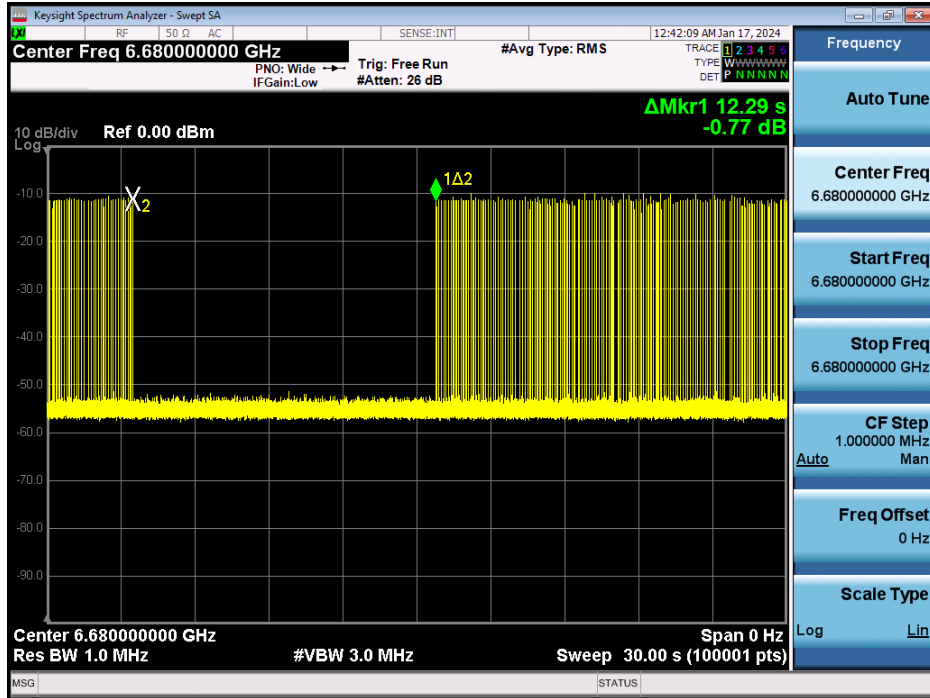 Keysight Spectrum Analyzer - Swept SA
LXI RF 50 Ω AC SENSE:INT 12:42:09 AM Jan 17, 2024
Center Freq 6.680000000 GHz
PNO: Wide
IFGain:Low
Trig: Free Run
#Atten: 26 dB
#Avg Type: RMS
TRACE 1 2 3 4 5 6
TYPE WWWWWW
DET P N N N N N
ΔMkr1 12.29 s
-0.77 dB
10 dB/div
Log
Ref 0.00 dBm
-10.0
-20.0
-30.0
-40.0
-50.0
-60.0
-70.0
-80.0
-90.0
X2
1Δ2
Center 6.680000000 GHz
Span 0 Hz
Res BW 1.0 MHz
#VBW 3.0 MHz
Sweep 30.00 s (100001 pts)
MSG
STATUS
Frequency
Auto Tune
Center Freq
6.680000000 GHz
Start Freq
6.680000000 GHz
Stop Freq
6.680000000 GHz
CF Step
1.000000 MHz
Auto Man
Freq Offset
0 Hz
Scale Type
Log Lin